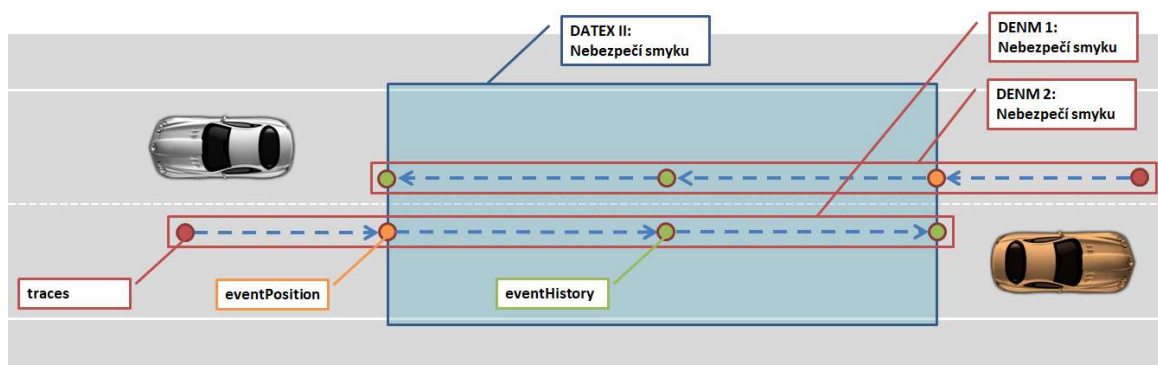 DATEX II:
Nebezpečí smyku
DENM 1:
Nebezpečí smyku
DENM 2:
Nebezpečí smyku
traces
eventPosition
eventHistory